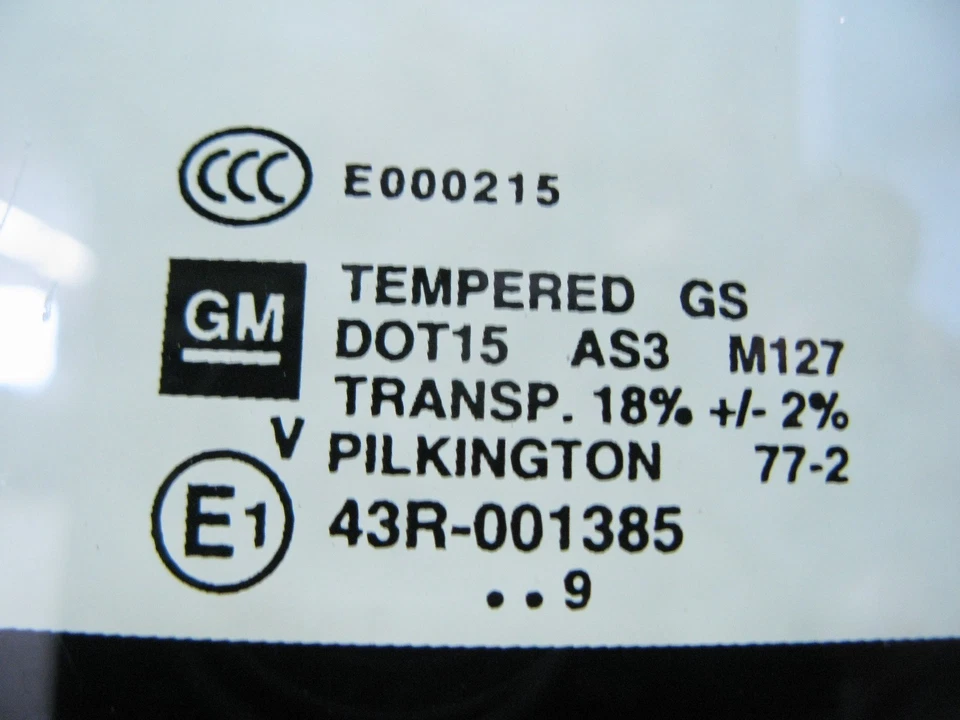 CCC E000215
GM TEMPERED GS
DOT15 AS3 M127
TRANSP. 18% +/- 2%
V PILKINGTON 77-2
E1 43R-001385
• • 9